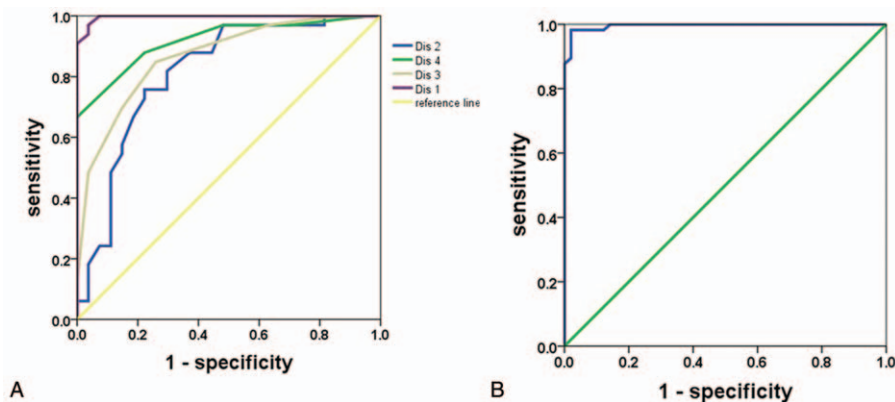 1.0
0.8
0.6
0.4
0.2
0.0
sensitivity
0.0 0.2 0.4 0.6 0.8 1.0
1 - specificity
Dis 2
Dis 4
Dis 3
Dis 1
reference line
A
1.0
0.8
0.6
0.4
0.2
0.0
sensitivity
0.0 0.2 0.4 0.6 0.8 1.0
1 - specificity
B